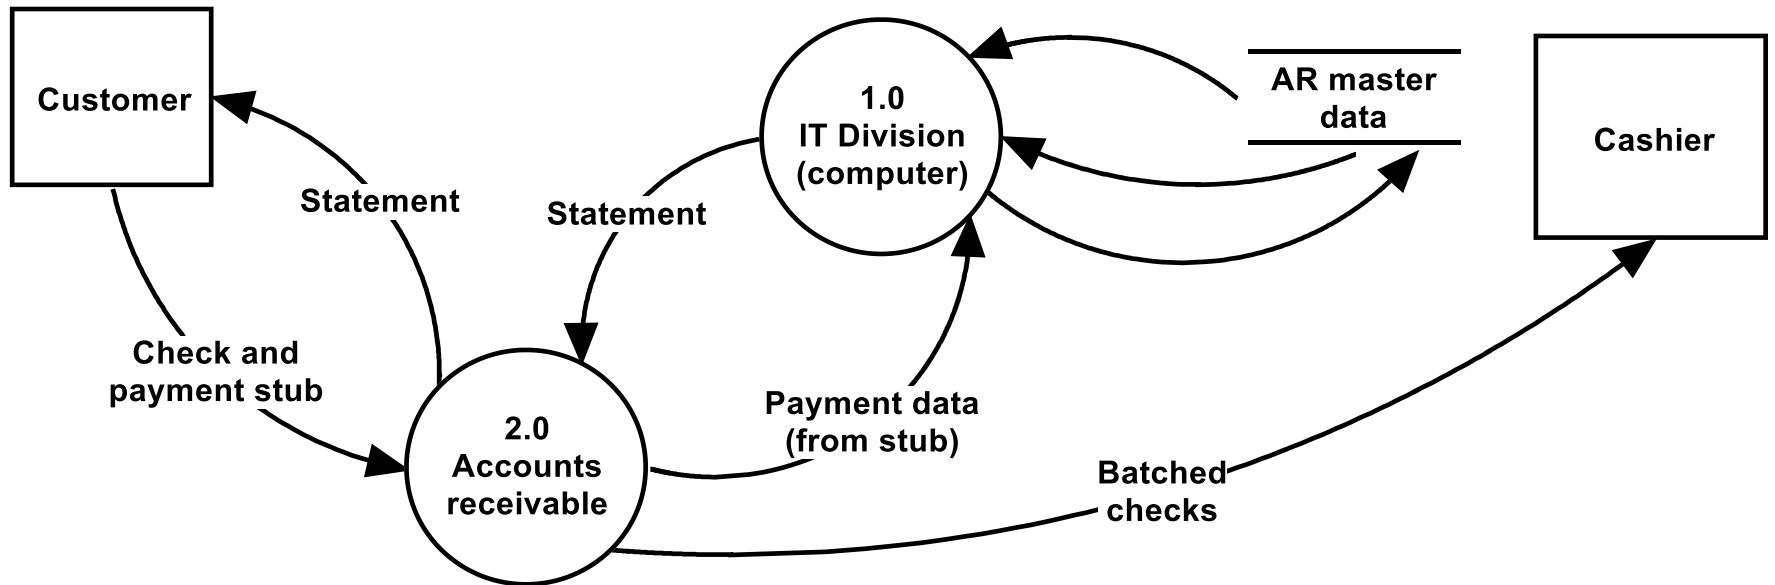 Customer
Statement
Check and
payment stub
1.0
IT Division
(computer)
Statement
AR master
data
Cashier
2.0
Accounts
receivable
Payment data
(from stub)
Batched
checks